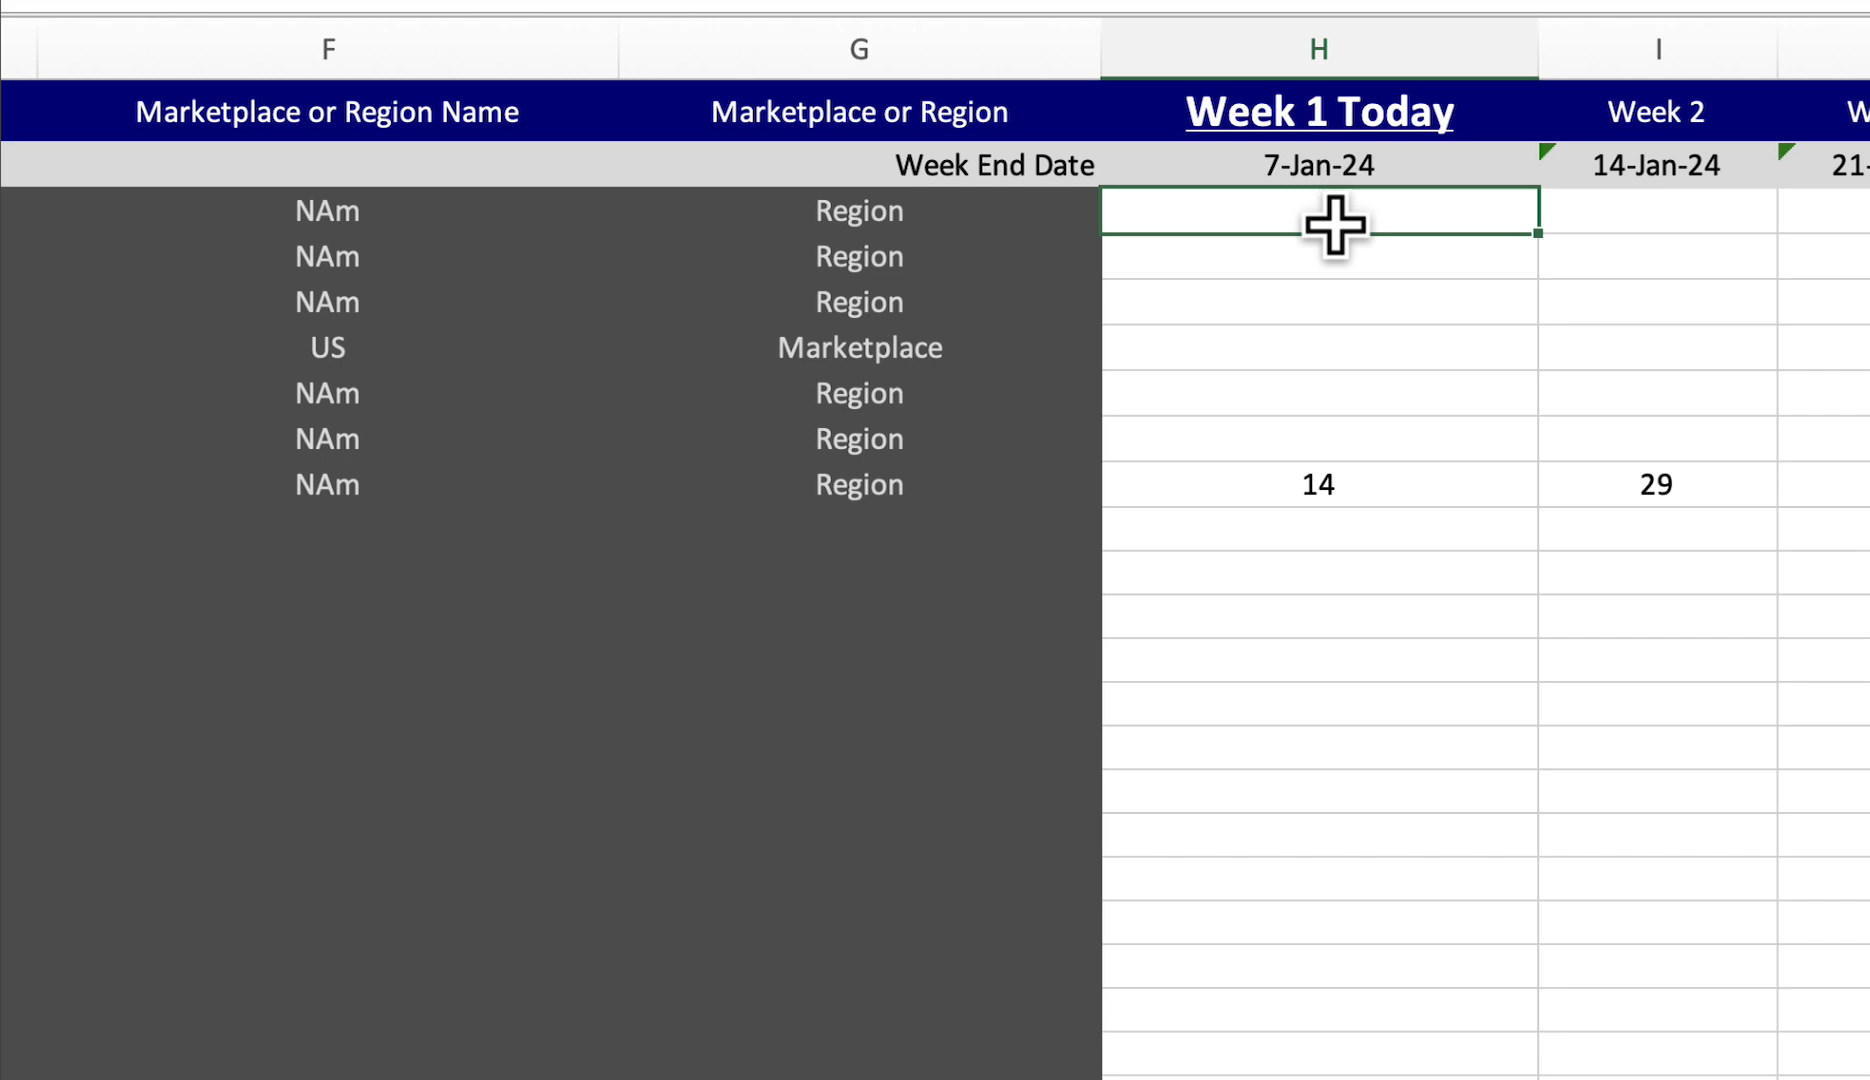 F G H I
Marketplace or Region Name Marketplace or Region Week 1 Today Week 2 W
Week End Date 7-Jan-24 14-Jan-24 21-
NAm Region
NAm Region
NAm Region
US Marketplace
NAm Region
NAm Region
NAm Region 14 29